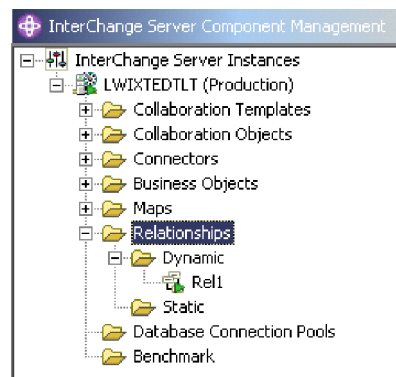 InterChange Server Component Management
InterChange Server Instances
LWIXTEDTLT (Production)
Collaboration Templates
Collaboration Objects
Connectors
Business Objects
Maps
Relationships
Dynamic
Rel1
Static
Database Connection Pools
Benchmark